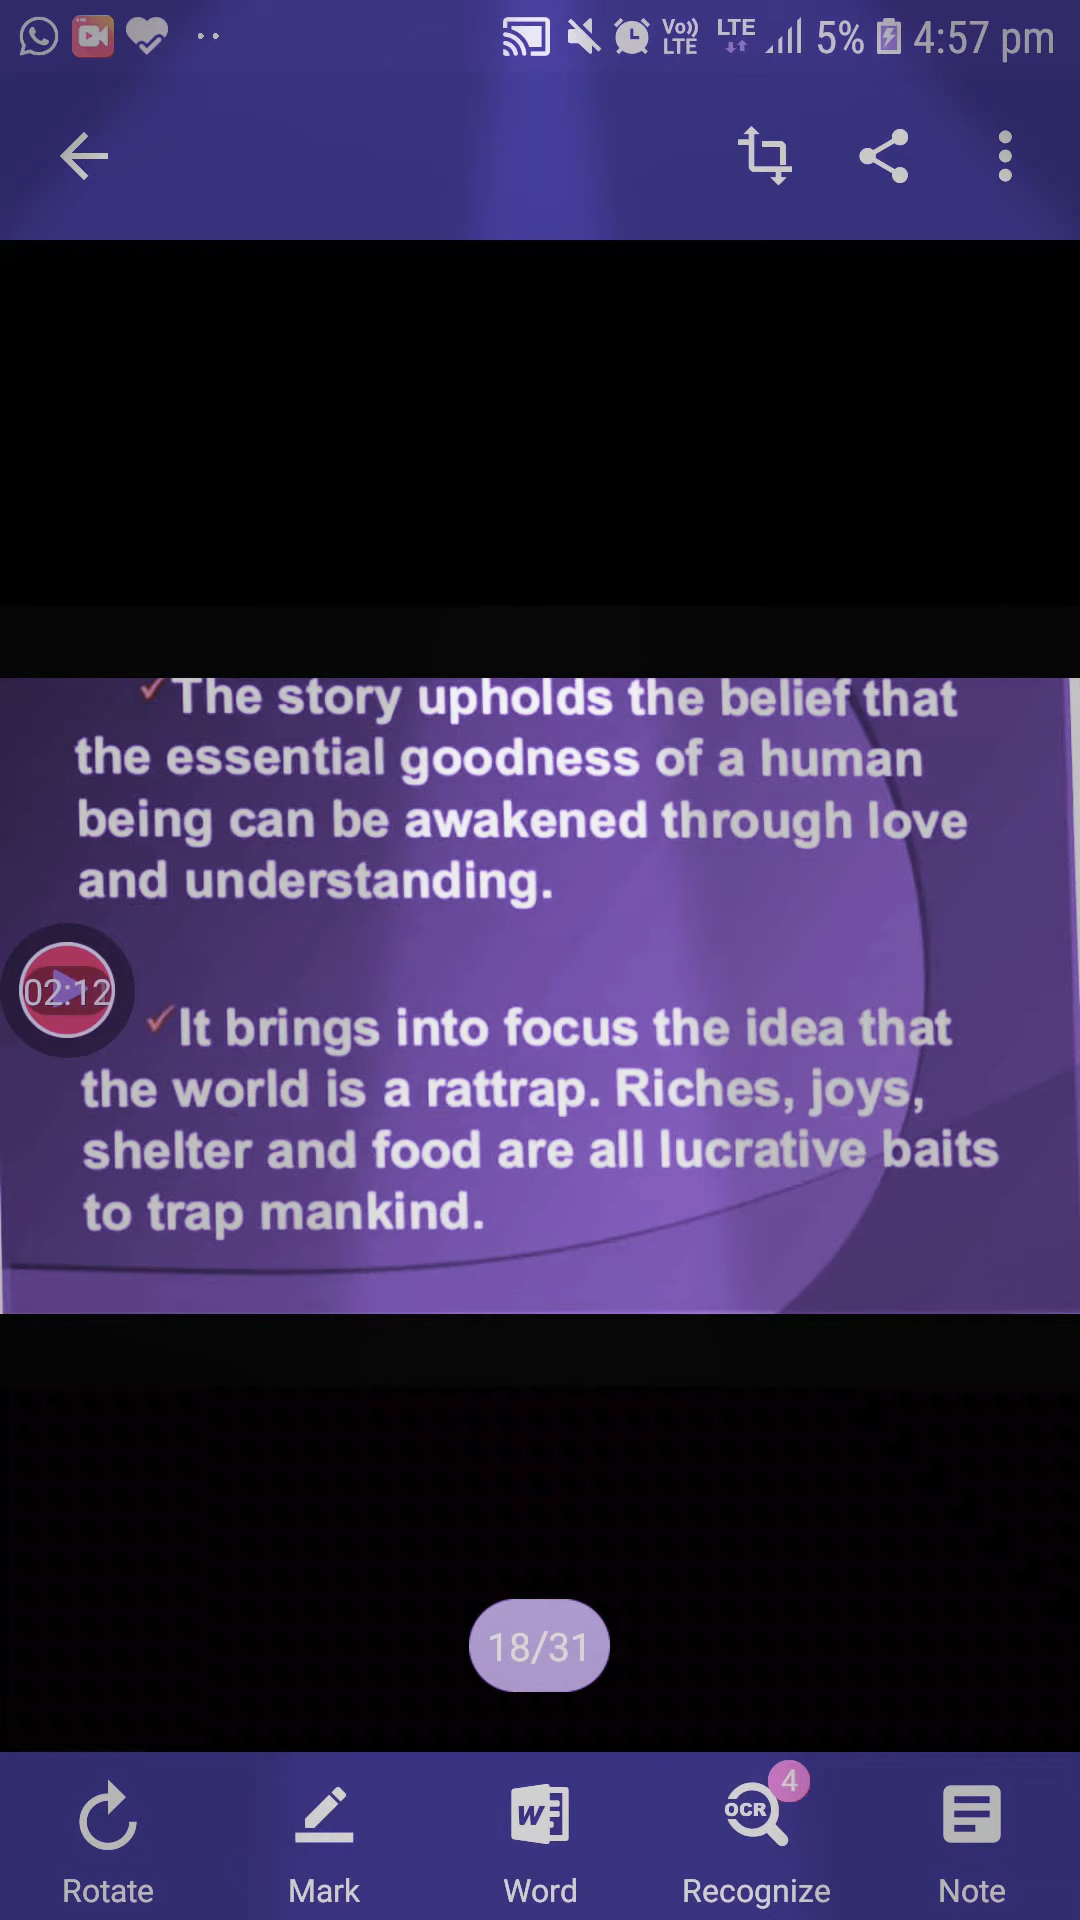 5% 4:57 pm
Vo)) LTE
LTE
✓The story upholds the belief that
the essential goodness of a human
being can be awakened through love
and understanding.
02:12
✓It brings into focus the idea that
the world is a rattrap. Riches, joys,
shelter and food are all lucrative baits
to trap mankind.
18/31
W
OCR
4
Rotate Mark Word Recognize Note